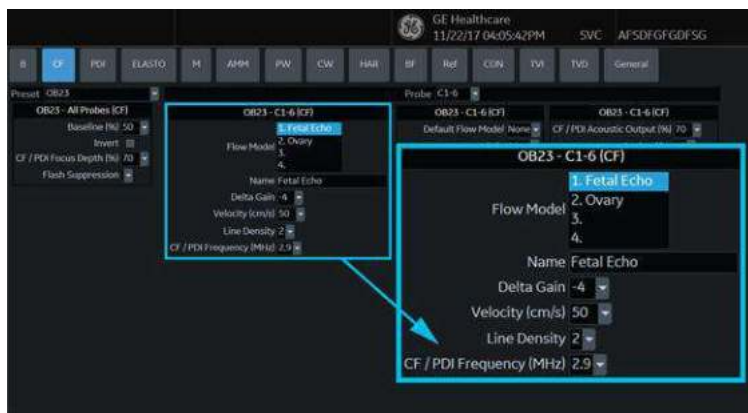 GE Healthcare
11/22/17 04:05:42PM SVC AFSDFGFGDFSG
B CF PDI ELASTO M AMM PW CW HAR BF Ref CON TVI TVD General
Preset OB23 Probe C1-6
OB23 - All Probes (CF)
Baseline (%) 50
Invert
CF / PDI Focus Depth (%) 70
Flash Suppression
OB23 - C1-6 (CF)
Flow Model 1. Fetal Echo
2. Ovary
3.
4.
Name Fetal Echo
Delta Gain -4
Velocity (cm/s) 50
Line Density 2
CF / PDI Frequency (MHz) 2.9
OB23 - C1-6 (CF)
Default Flow Model None
OB23 - C1-6 (CF)
CF / PDI Acoustic Output (%) 70
OB23 - C1-6 (CF)
Flow Model 1. Fetal Echo
2. Ovary
3.
4.
Name Fetal Echo
Delta Gain -4
Velocity (cm/s) 50
Line Density 2
CF / PDI Frequency (MHz) 2.9